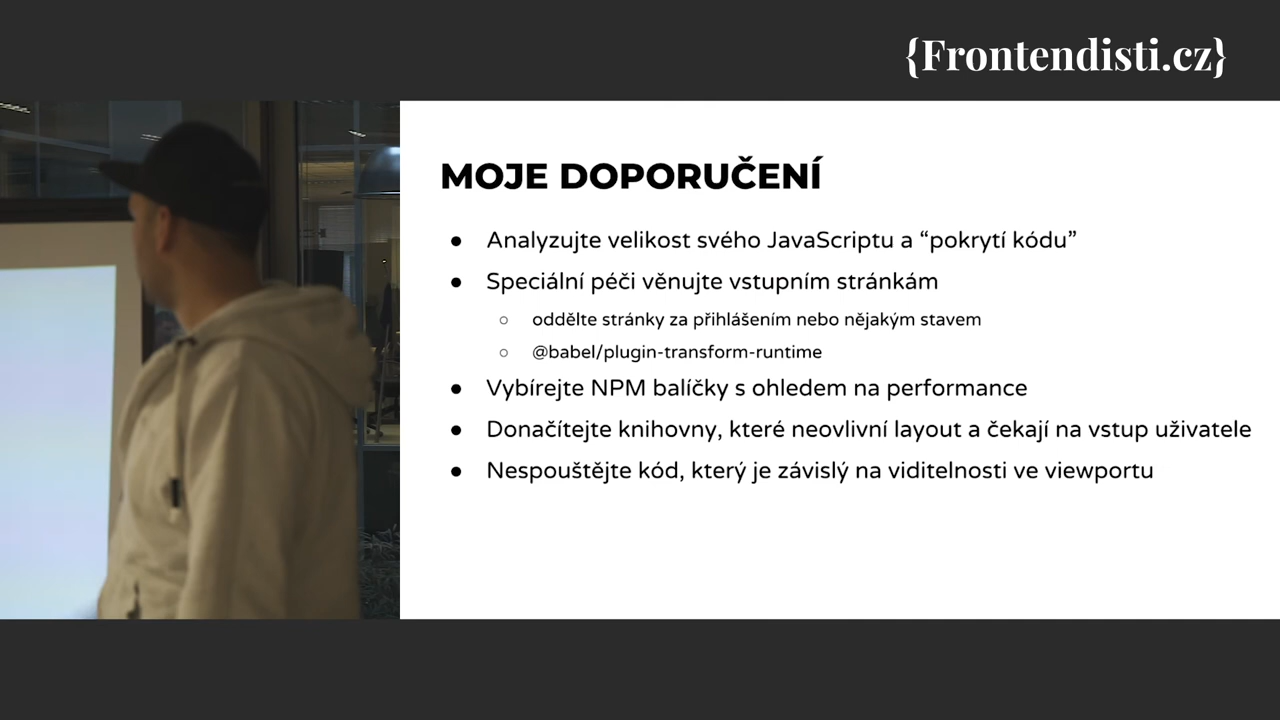 {Frontendisti.cz}
MOJE DOPORUČENÍ
● Analyzujte velikost svého JavaScriptu a “pokrytí kódu”
● Speciální péči věnujte vstupním stránkám
○ oddělte stránky za přihlášením nebo nějakým stavem
○ @babel/plugin-transform-runtime
● Vybírejte NPM balíčky s ohledem na performance
● Donačítejte knihovny, které neovlivní layout a čekají na vstup uživatele
● Nespouštějte kód, který je závislý na viditelnosti ve viewportu